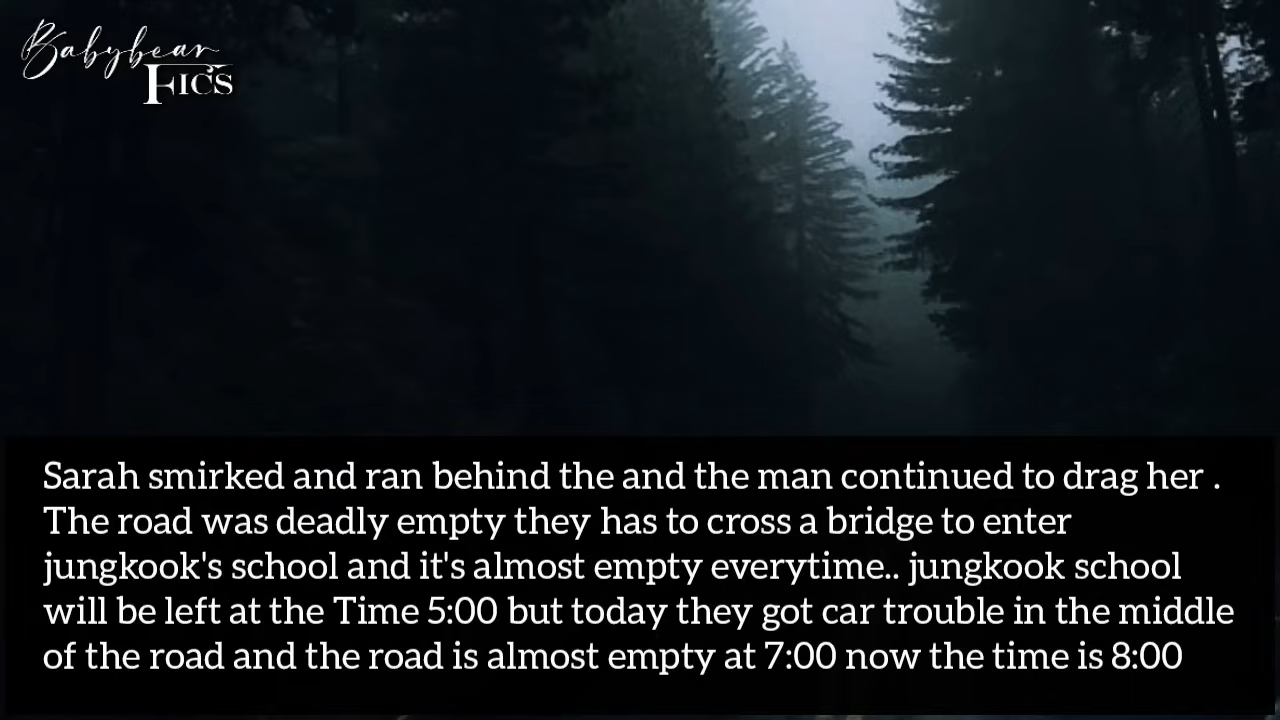 Babybear
FICS
Sarah smirked and ran behind the and the man continued to drag her .
The road was deadly empty they has to cross a bridge to enter
jungkook's school and it's almost empty everytime.. jungkook school
will be left at the Time 5:00 but today they got car trouble in the middle
of the road and the road is almost empty at 7:00 now the time is 8:00